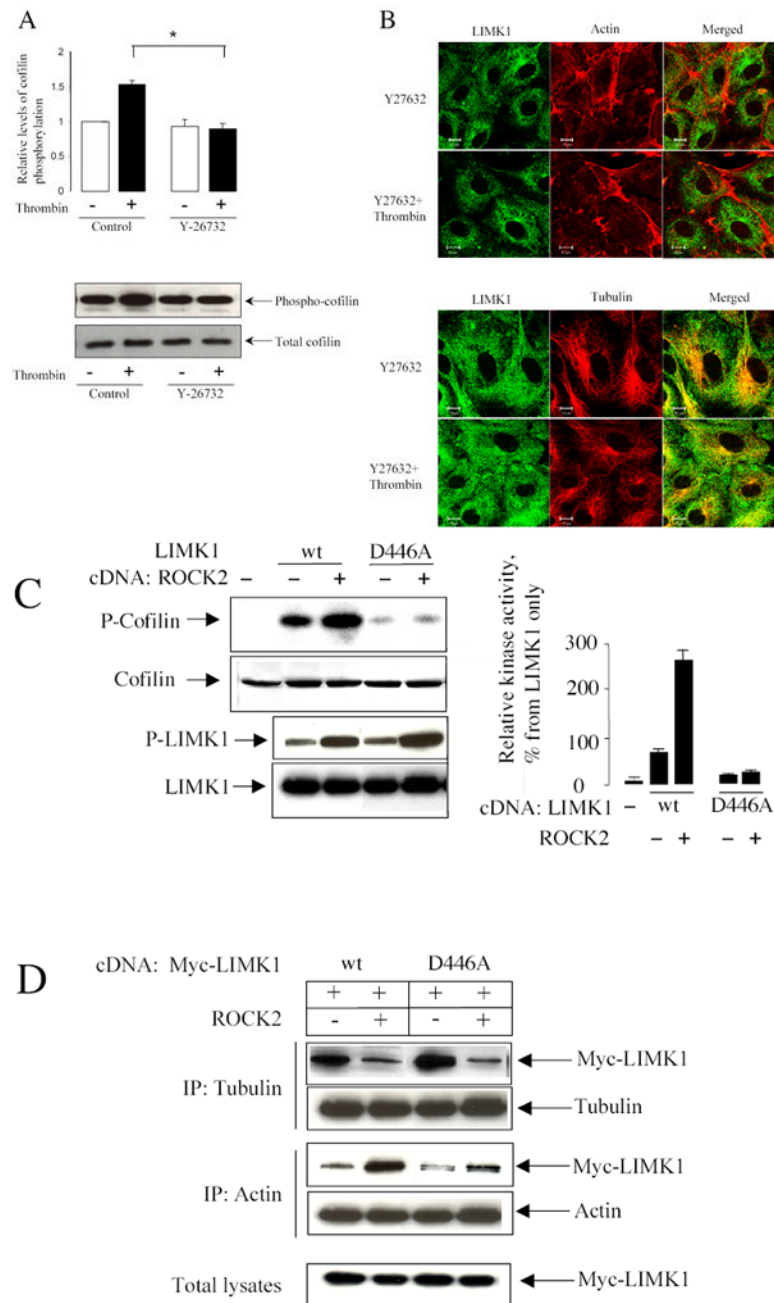 A
*
2
1.5
1
0.5
0
Relative levels of cofilin
phosphorylation
Thrombin - + - +
Control Y-26732
Phospho-cofilin
Total cofilin
Thrombin - + - +
Control Y-26732
B
LIMK1 Actin Merged
Y27632
Y27632+
Thrombin
LIMK1 Tubulin Merged
Y27632
Y27632+
Thrombin
C
LIMK1 wt D446A
cDNA: ROCK2 - - + - +
P-Cofilin
Cofilin
P-LIMK1
LIMK1
Relative kinase activity,
% from LIMK1 only
300
200
100
0
cDNA: LIMK1 - wt D446A
ROCK2 - + - +
D
cDNA: Myc-LIMK1 wt D446A
+ + + +
ROCK2 - + - +
IP: Tubulin
Myc-LIMK1
Tubulin
IP: Actin
Myc-LIMK1
Actin
Total lysates Myc-LIMK1